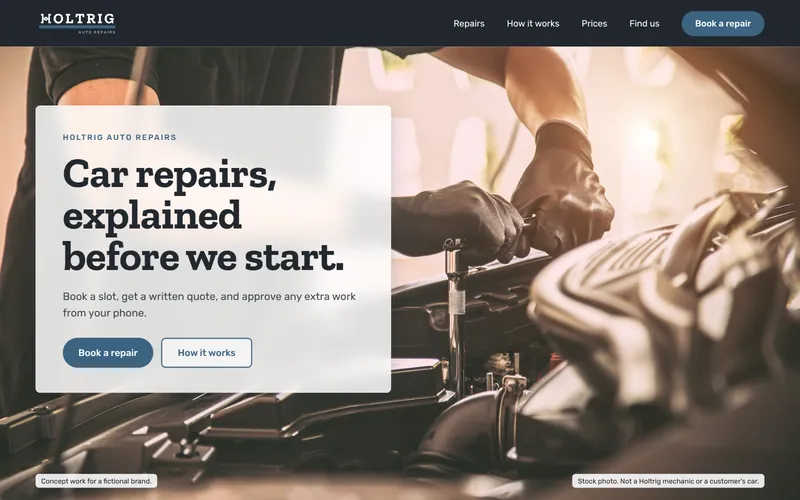 HOLTRIG
AUTO REPAIRS
Repairs
How it works
Prices
Find us
Book a repair
HOLTRIG AUTO REPAIRS
Car repairs,
explained
before we start.
Book a slot, get a written quote, and approve any extra work
from your phone.
Book a repair
How it works
Concept work for a fictional brand.
Stock photo. Not a Holtrig mechanic or a customer's car.